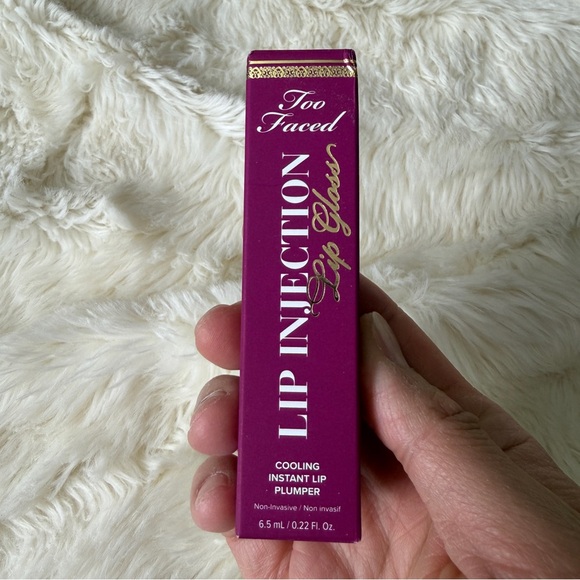 Too
Faced
LIP INJECTION
Lip Gloss
COOLING
INSTANT LIP
PLUMPER
Non-Invasive / Non invasif
6.5 mL / 0.22 Fl. Oz.